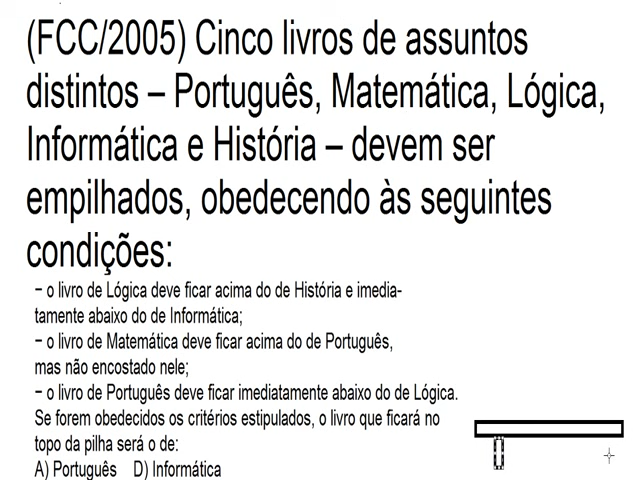 (FCC/2005) Cinco livros de assuntos
distintos – Português, Matemática, Lógica,
Informática e História – devem ser
empilhados, obedecendo às seguintes
condições:
− o livro de Lógica deve ficar acima do de História e imedia-
tamente abaixo do de Informática;
− o livro de Matemática deve ficar acima do de Português,
mas não encostado nele;
− o livro de Português deve ficar imediatamente abaixo do de Lógica.
Se forem obedecidos os critérios estipulados, o livro que ficará no
topo da pilha será o de:
A) Português D) Informática